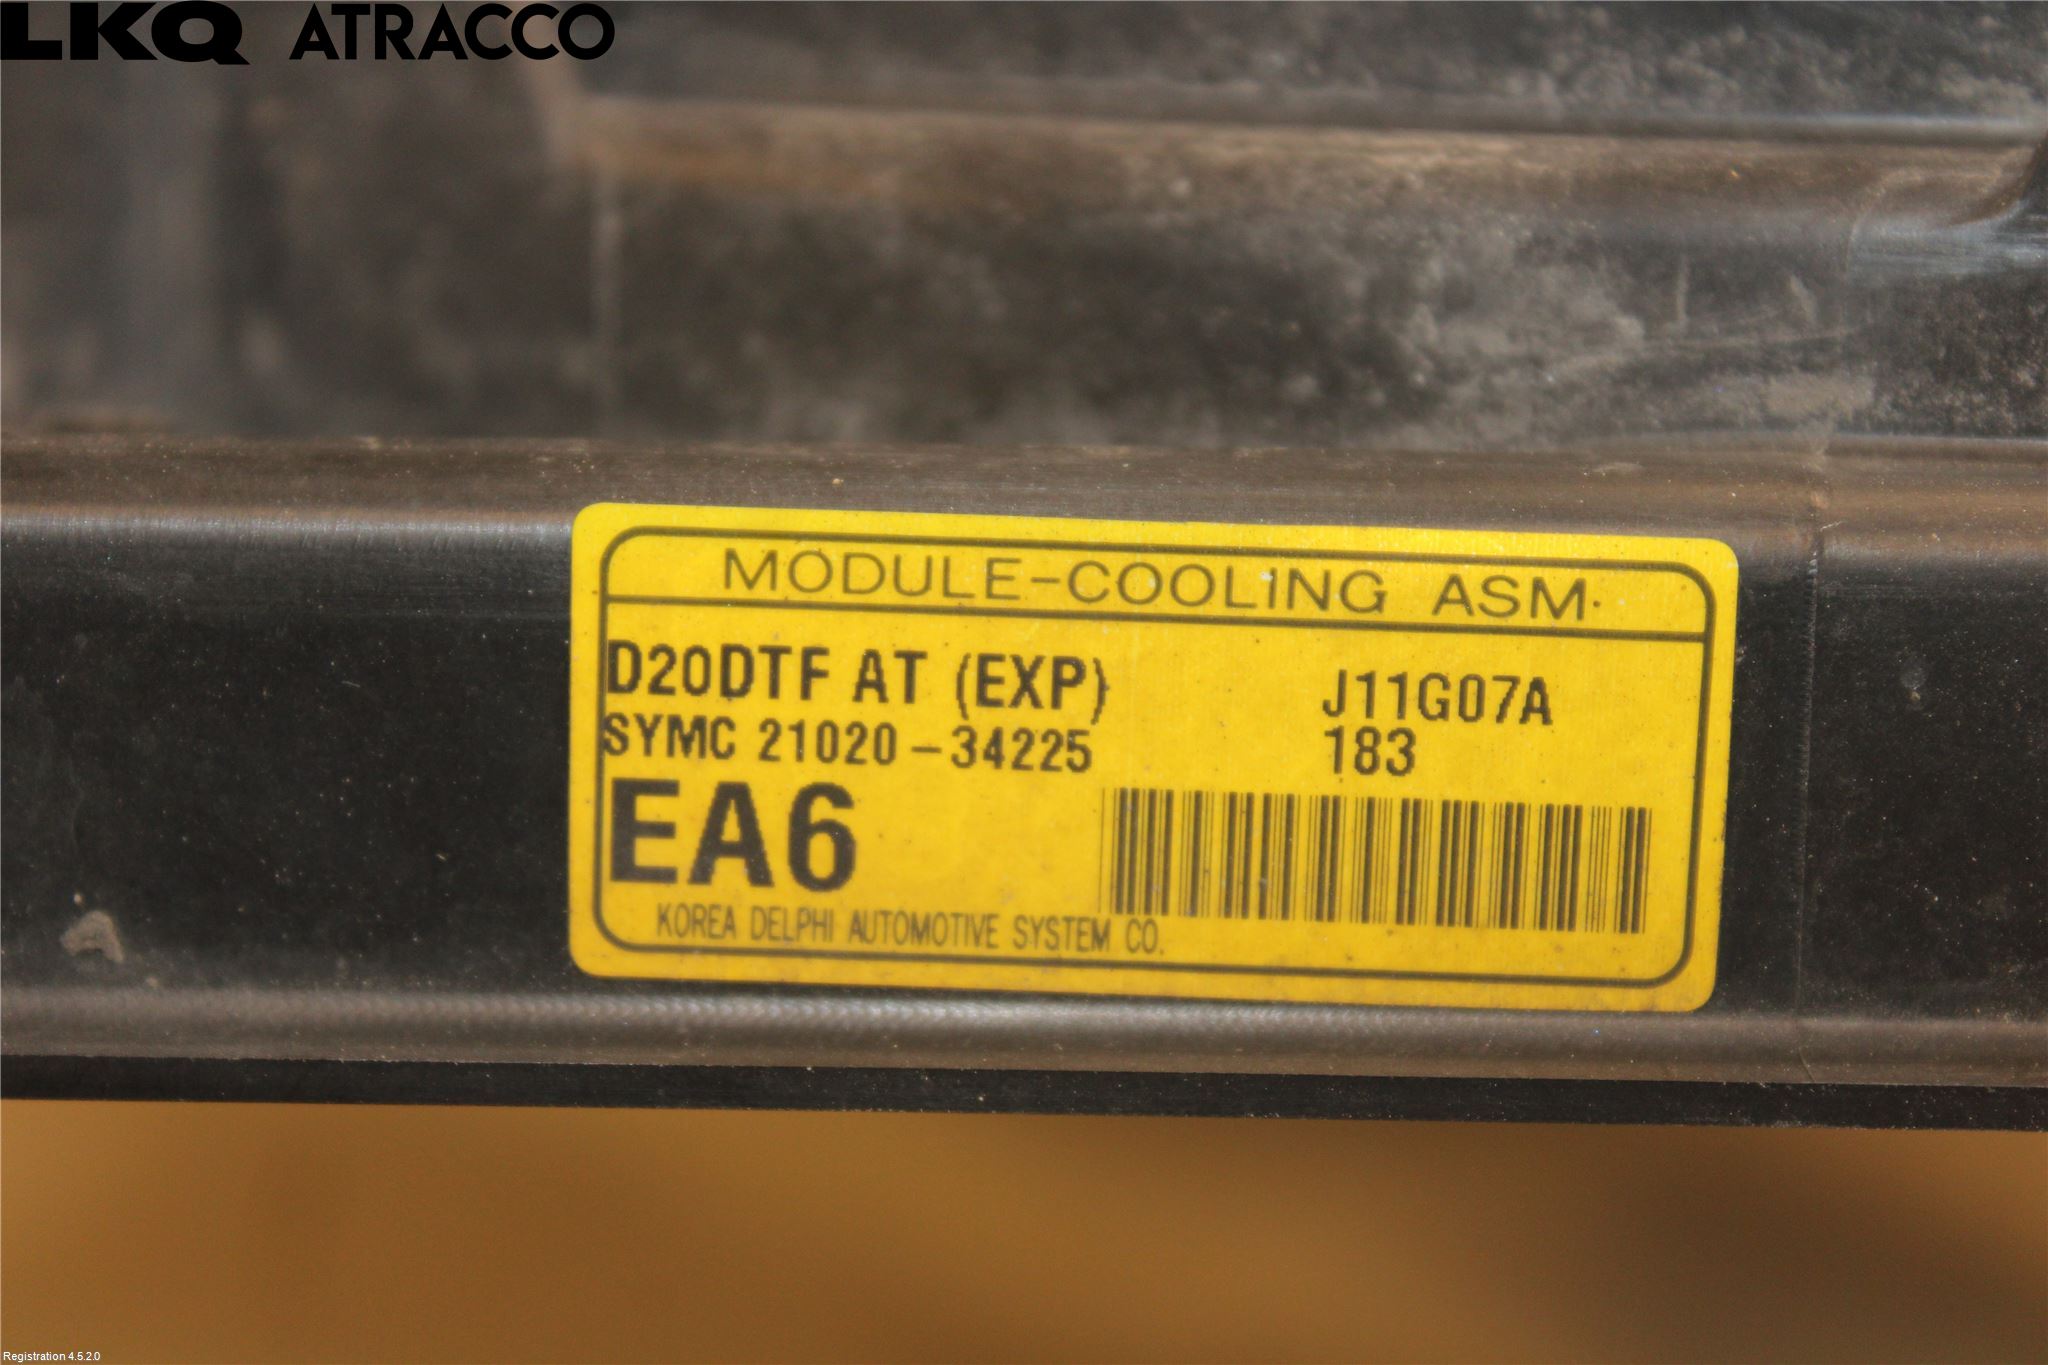 LKQ ATRACCO
MODULE-COOLING ASM.
D20DTF AT (EXP) J11G07A
SYMC 21020-34225 183
EA6
KOREA DELPHI AUTOMOTIVE SYSTEM CO.
Registration 4.5.2.0